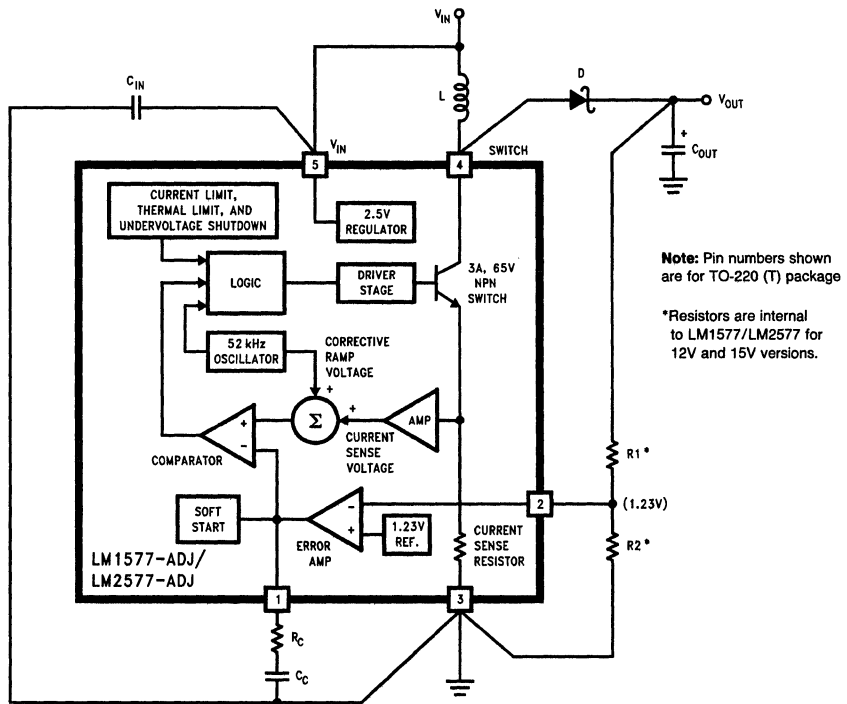 V_IN
C_IN
L
D
V_OUT
+
C_OUT
V_IN
5
4
SWITCH
CURRENT LIMIT,
THERMAL LIMIT, AND
UNDERVOLTAGE SHUTDOWN
2.5V
REGULATOR
LOGIC
DRIVER
STAGE
3A, 65V
NPN
SWITCH
Note: Pin numbers shown
are for TO-220 (T) package
*Resistors are internal
to LM1577/LM2577 for
12V and 15V versions.
52 kHz
OSCILLATOR
CORRECTIVE
RAMP
VOLTAGE
+
Σ
+
AMP
CURRENT
SENSE
VOLTAGE
+
-
COMPARATOR
R1*
2
(1.23V)
R2*
SOFT
START
-
+
ERROR
AMP
1.23V
REF.
CURRENT
SENSE
RESISTOR
LM1577-ADJ/
LM2577-ADJ
1
3
R_C
C_C